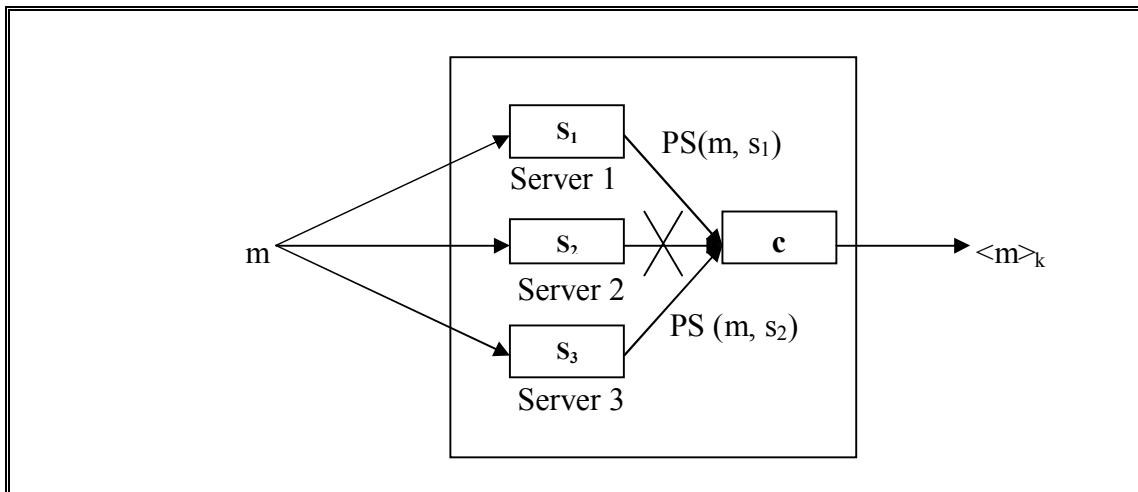 s₁
PS(m, s₁)
Server 1
m
s₂
c
<m>ₖ
Server 2
PS (m, s₂)
s₃
Server 3